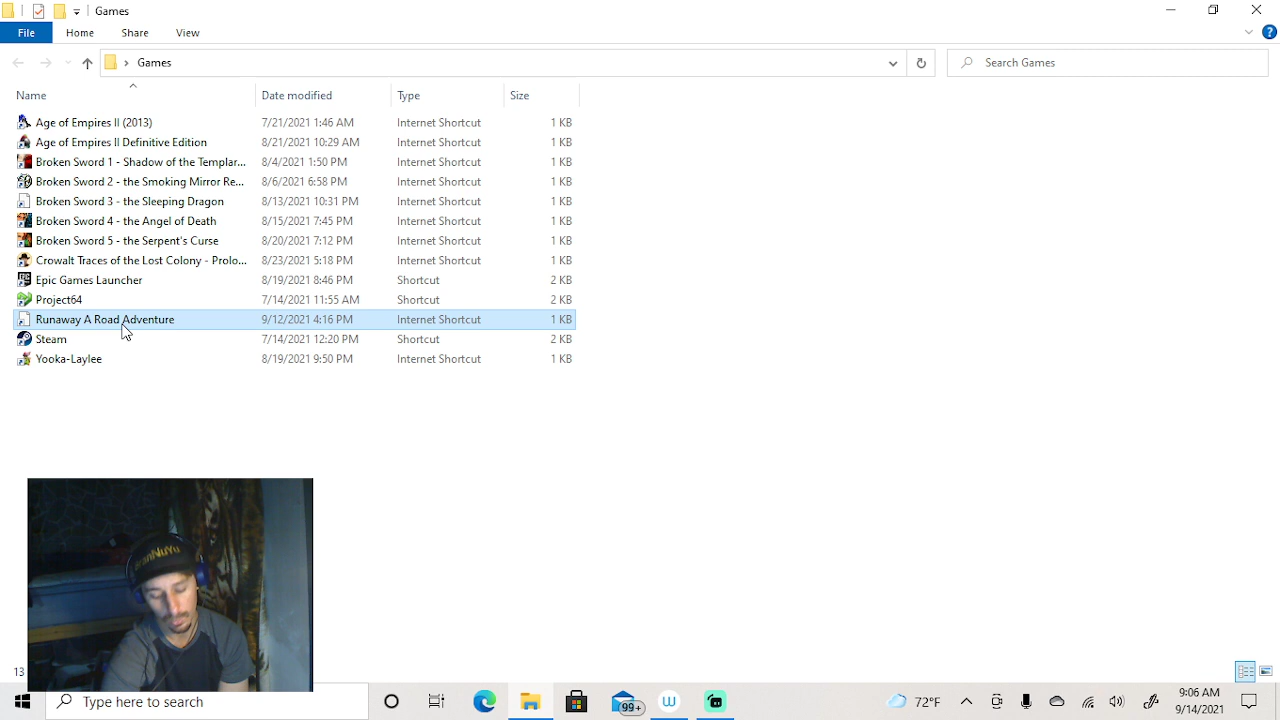 Games
File Home Share View
Games Search Games
Name Date modified Type Size
Age of Empires II (2013) 7/21/2021 1:46 AM Internet Shortcut 1 KB
Age of Empires II Definitive Edition 8/21/2021 10:29 AM Internet Shortcut 1 KB
Broken Sword 1 - Shadow of the Templar... 8/4/2021 1:50 PM Internet Shortcut 1 KB
Broken Sword 2 - the Smoking Mirror Re... 8/6/2021 6:58 PM Internet Shortcut 1 KB
Broken Sword 3 - the Sleeping Dragon 8/13/2021 10:31 PM Internet Shortcut 1 KB
Broken Sword 4 - the Angel of Death 8/15/2021 7:45 PM Internet Shortcut 1 KB
Broken Sword 5 - the Serpent's Curse 8/20/2021 7:12 PM Internet Shortcut 1 KB
Crowalt Traces of the Lost Colony - Prolo... 8/23/2021 5:18 PM Internet Shortcut 1 KB
Epic Games Launcher 8/19/2021 8:46 PM Shortcut 2 KB
Project64 7/14/2021 11:55 AM Shortcut 2 KB
Runaway A Road Adventure 9/12/2021 4:16 PM Internet Shortcut 1 KB
Steam 7/14/2021 12:20 PM Shortcut 2 KB
Yooka-Laylee 8/19/2021 9:50 PM Internet Shortcut 1 KB
13
Type here to search 99+ 72°F 9:06 AM
9/14/2021